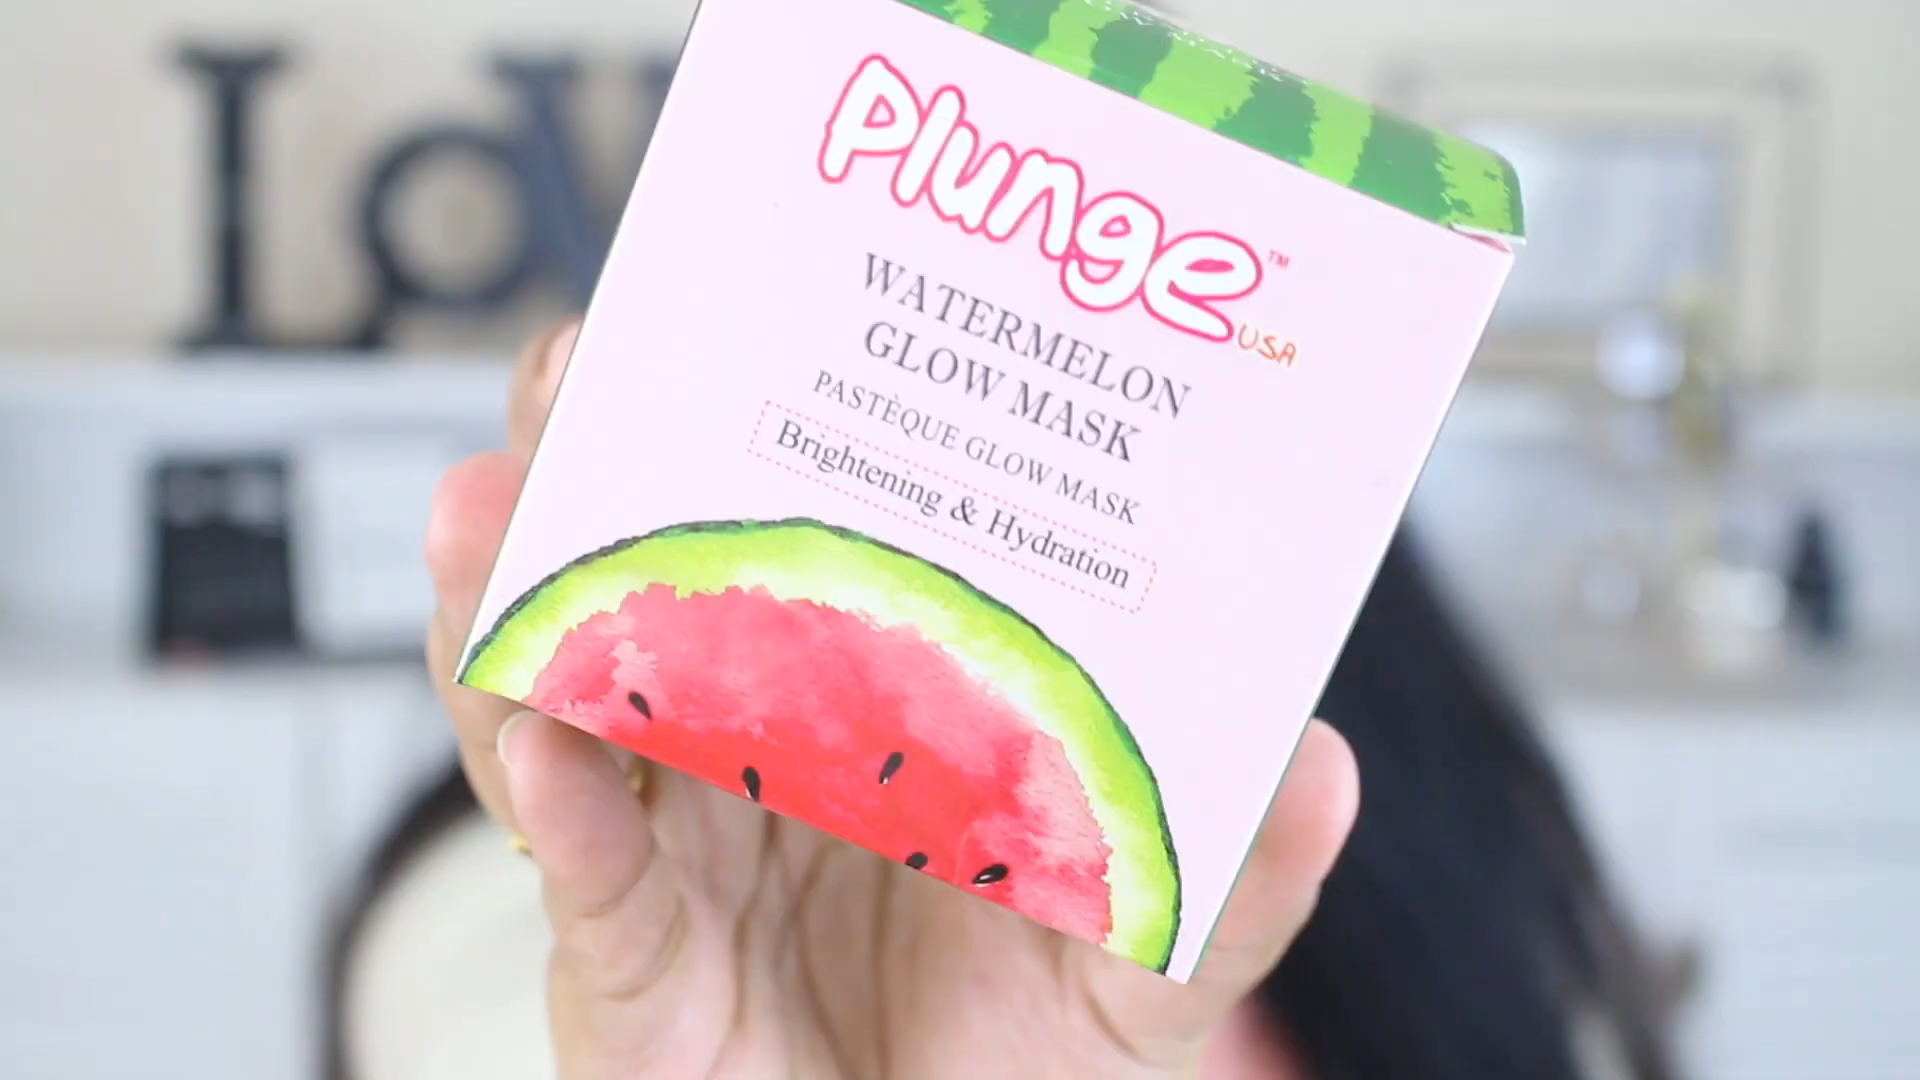 Plunge™
USA
WATERMELON
GLOW MASK
PASTÈQUE GLOW MASK
Brightening & Hydration